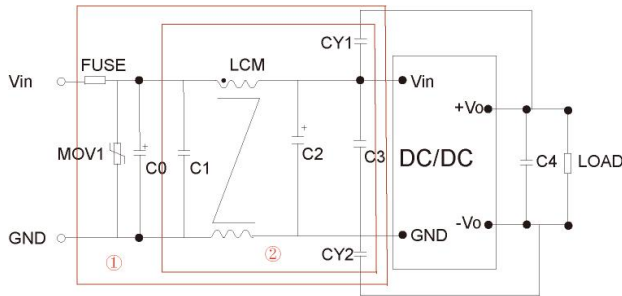 CY1
FUSE
LCM
Vin
Vin
+Vo
MOV1
C0
+
C1
+
C2
C3
DC/DC
C4
LOAD
GND
GND
-Vo
①
②
CY2